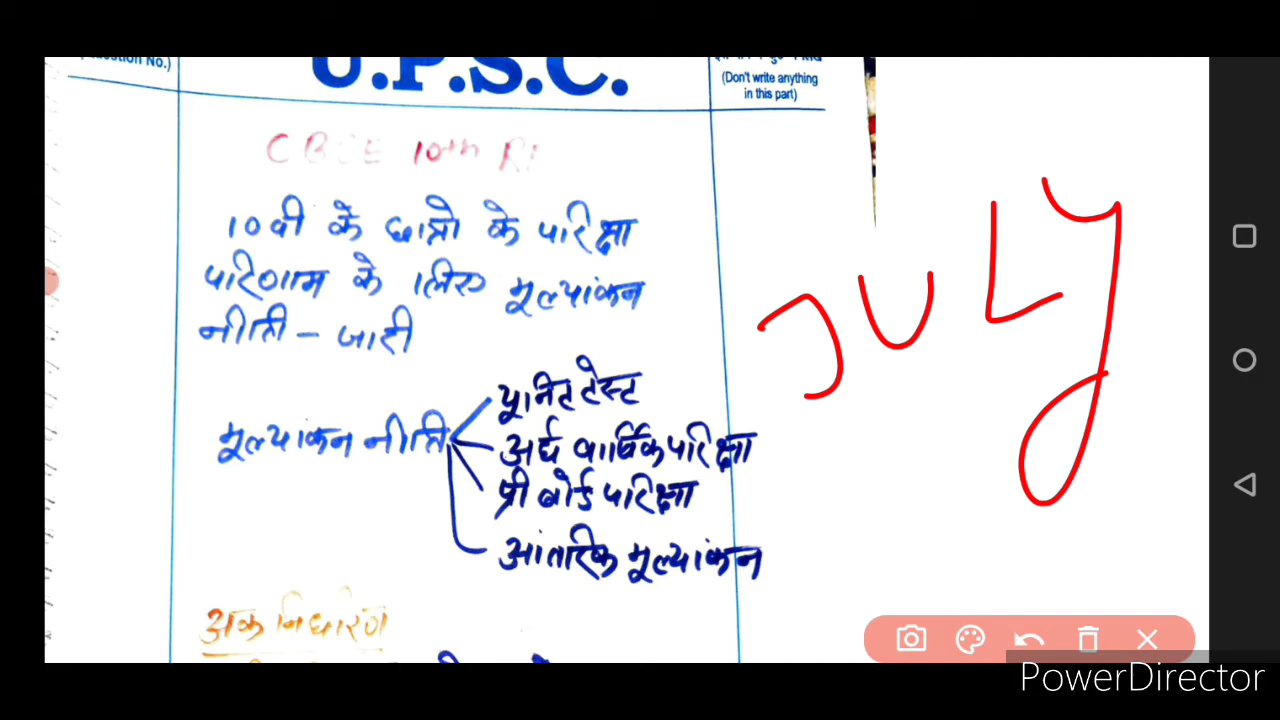 U.P.S.C.
(Don't write anything
in this part)
CBSE 10th
10वी के छात्रो के परिक्षा
परिणाम के लिए मूल्यांकन
नीति - जारी
मूल्यांकन नीति
यूनिट टेस्ट
अर्ध वार्षिक परिक्षा
प्री बोर्ड परिक्षा
आंतरिक मूल्यांकन
अंक निर्धारण
JULY
PowerDirector